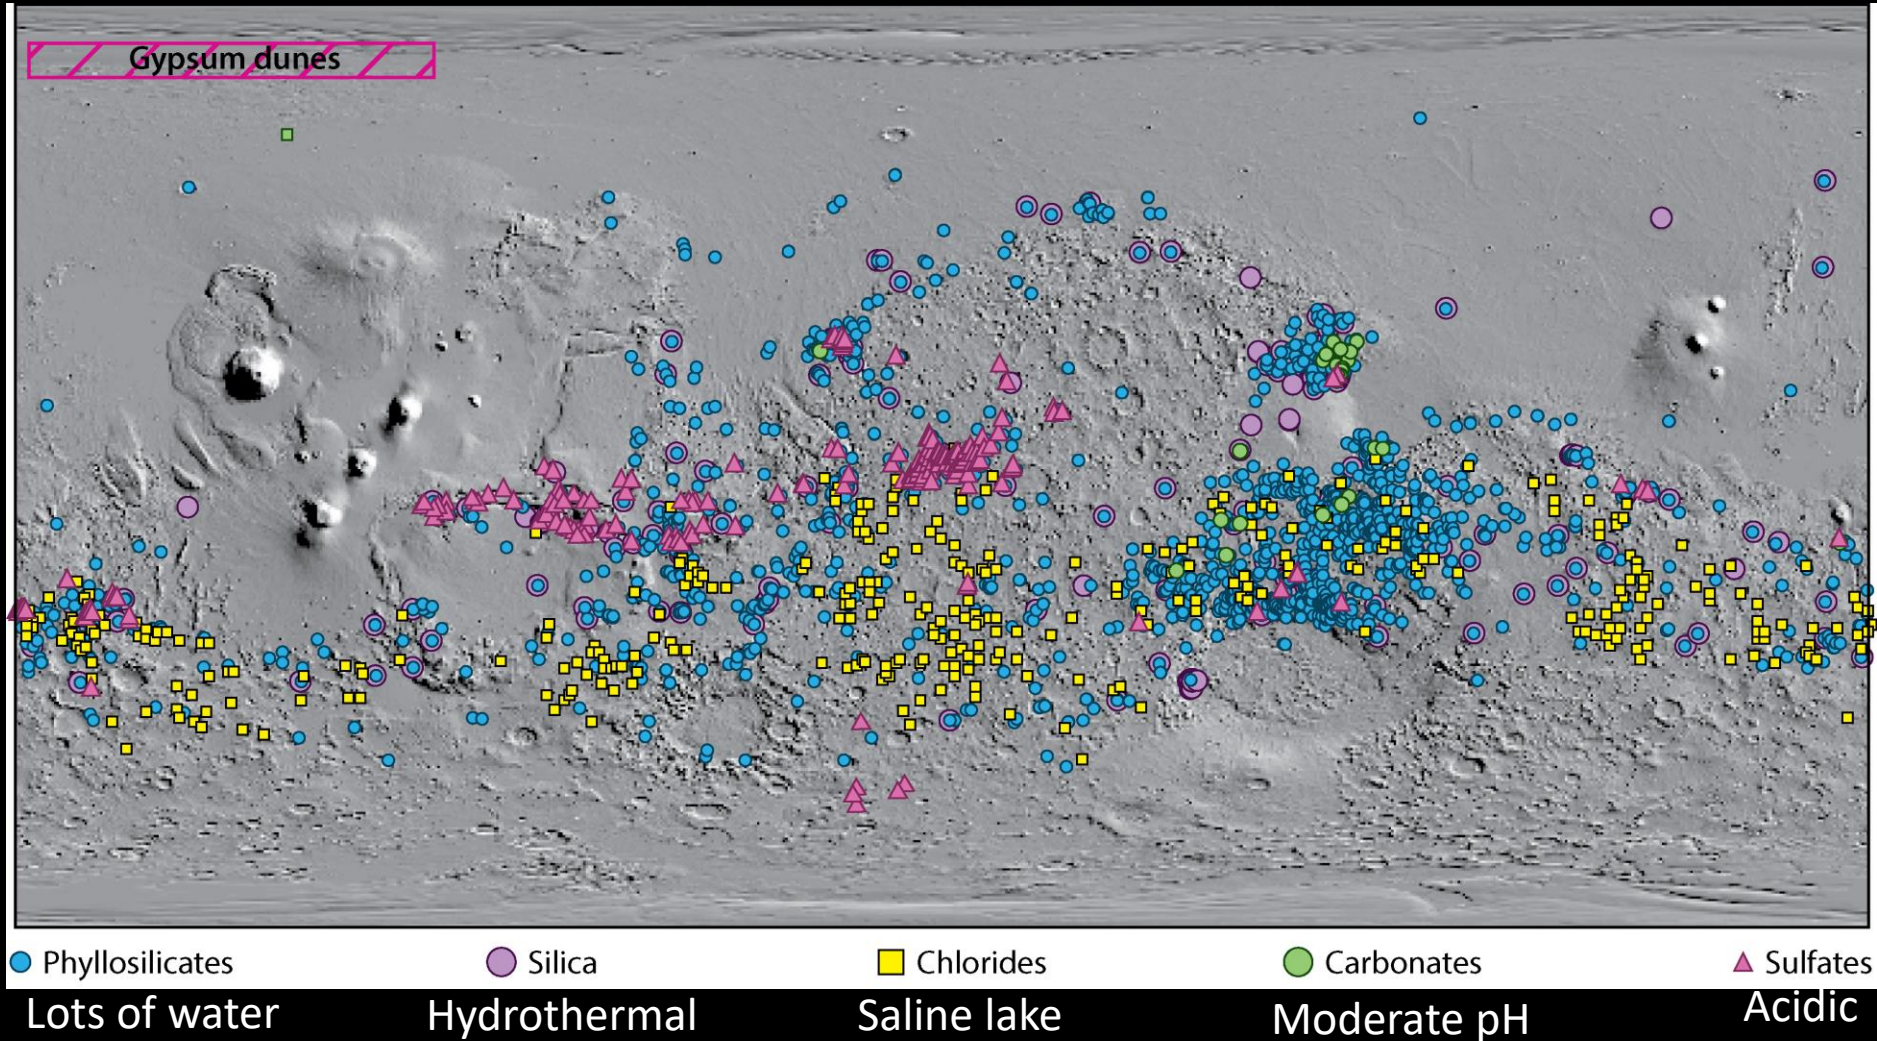 Gypsum dunes
Phyllosilicates Silica Chlorides Carbonates Sulfates
Lots of water Hydrothermal Saline lake Moderate pH Acidic